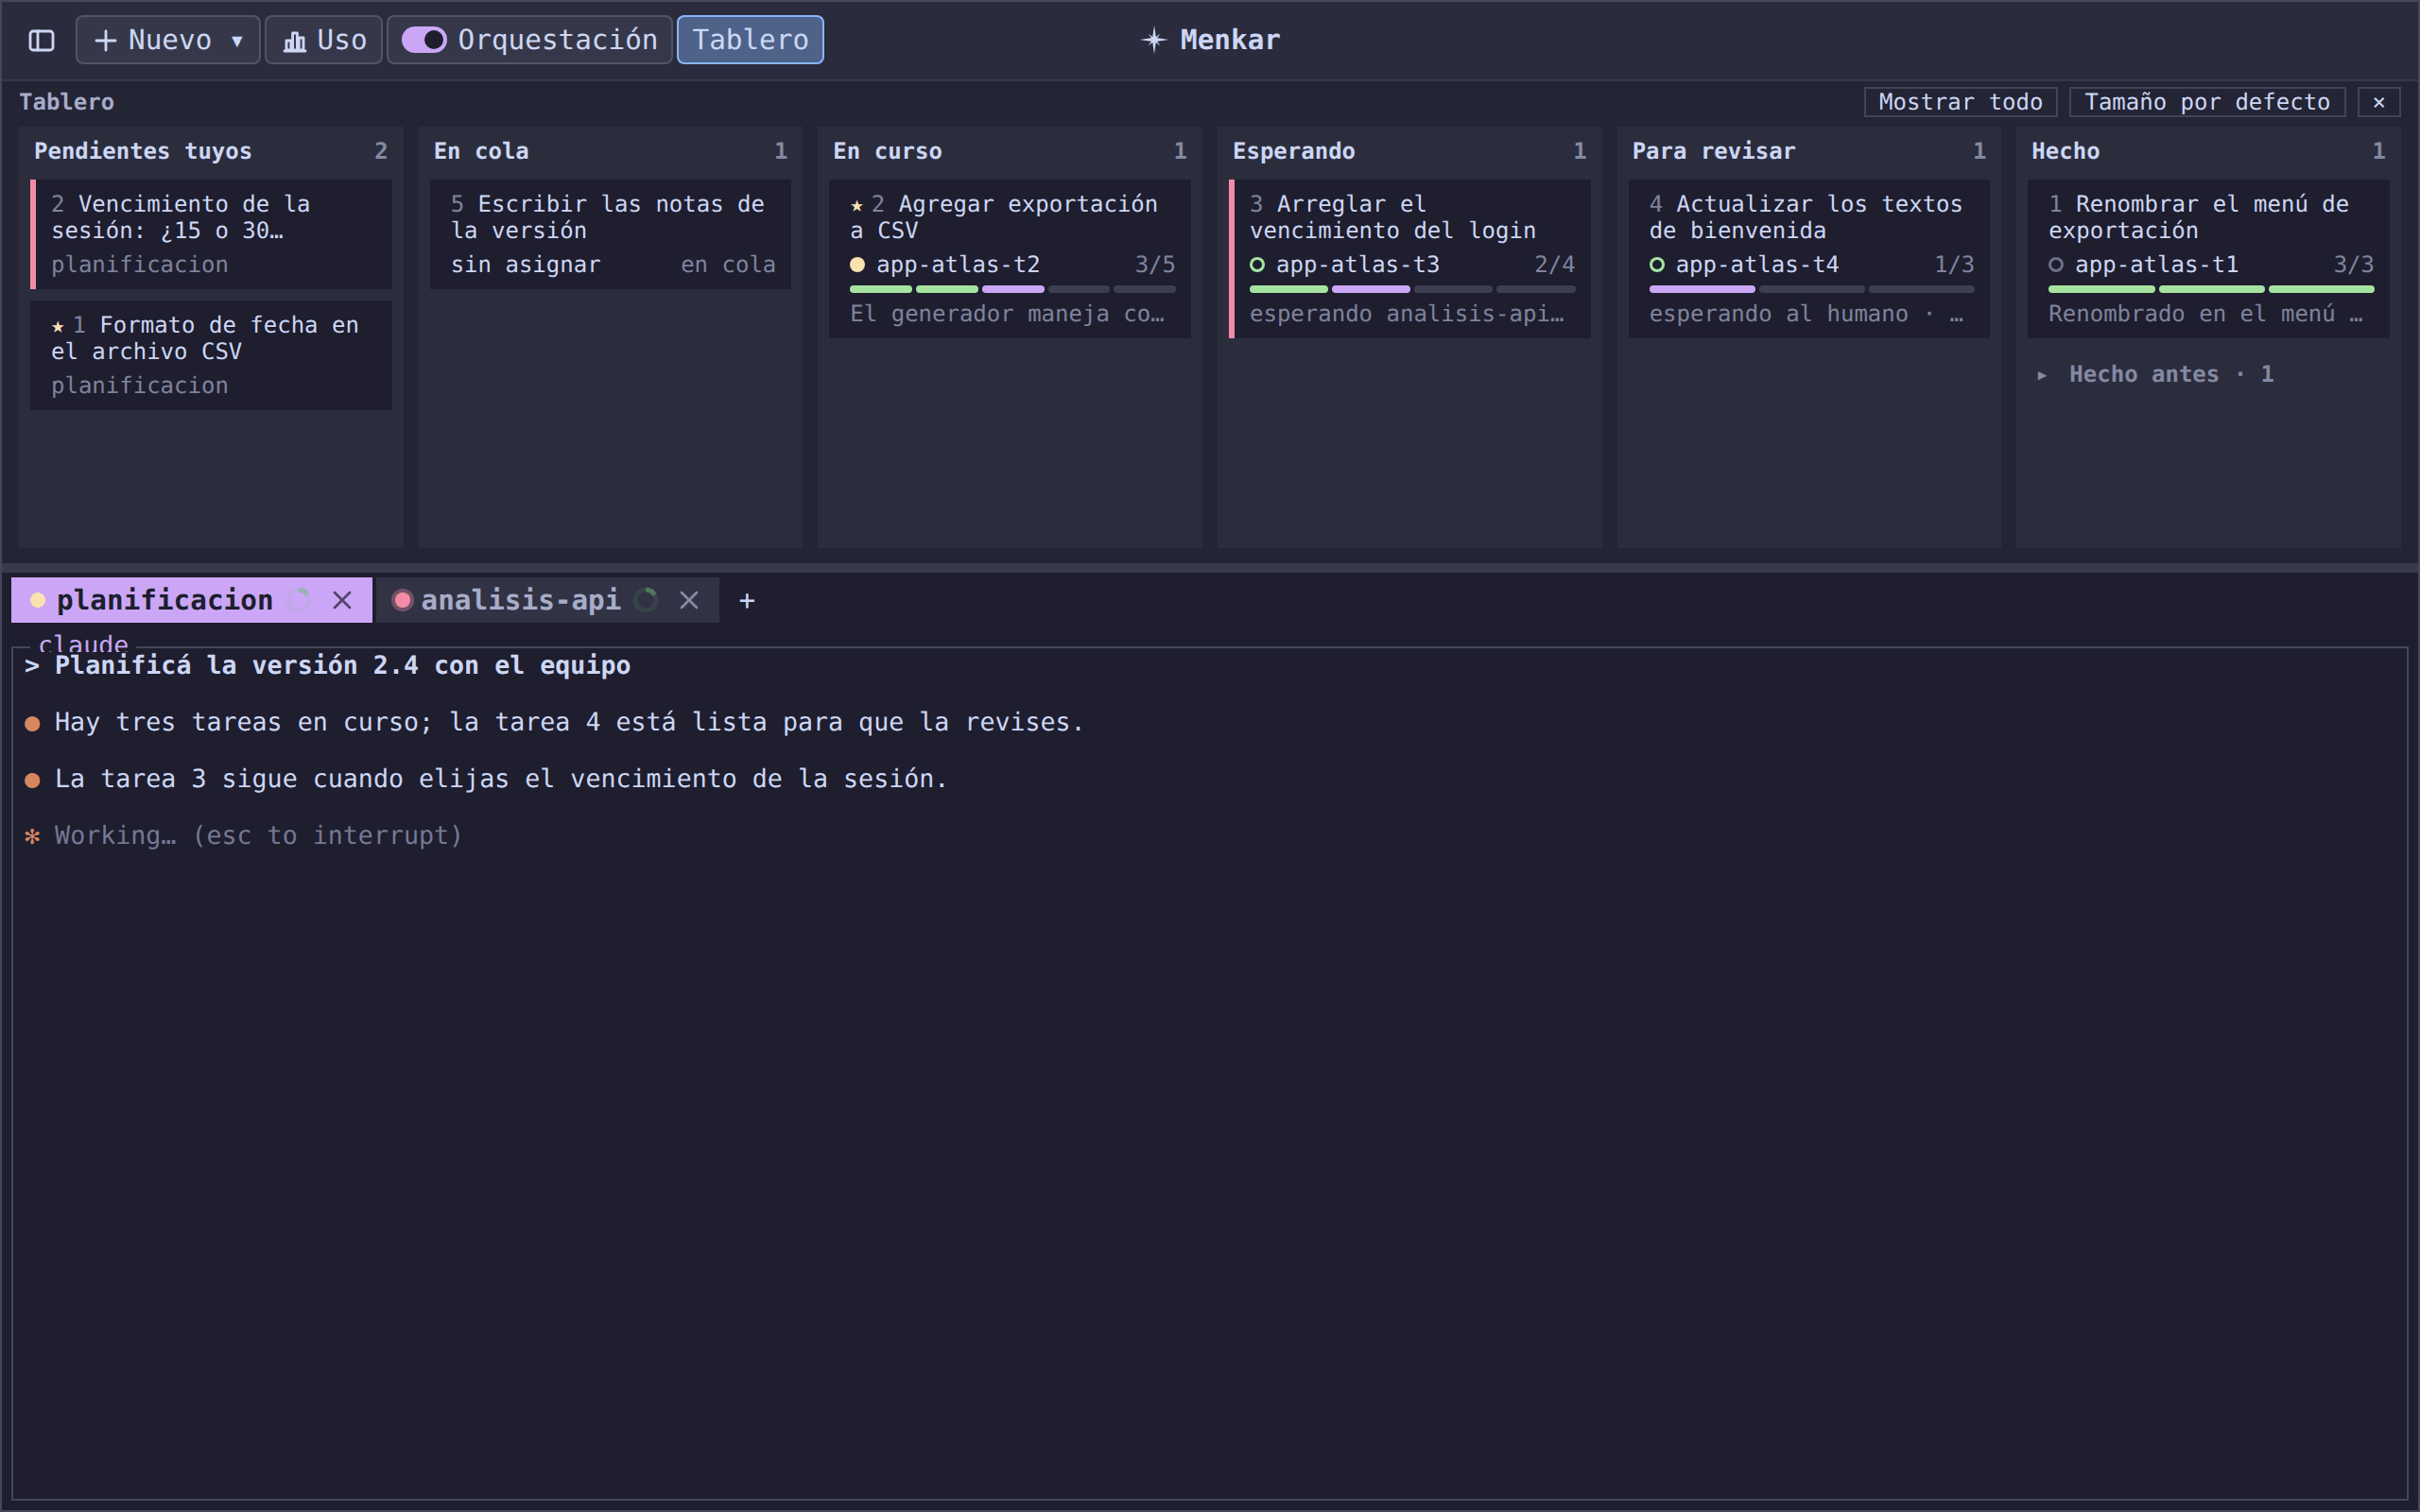 Nuevo ▼ Uso Orquestación Tablero Menkar
Tablero Mostrar todo Tamaño por defecto ×
Pendientes tuyos 2
2 Vencimiento de la
sesión: ¿15 o 30…
planificacion
★ 1 Formato de fecha en
el archivo CSV
planificacion
En cola 1
5 Escribir las notas de
la versión
sin asignar en cola
En curso 1
★ 2 Agregar exportación
a CSV
app-atlas-t2 3/5
El generador maneja co…
Esperando 1
3 Arreglar el
vencimiento del login
app-atlas-t3 2/4
esperando analisis-api…
Para revisar 1
4 Actualizar los textos
de bienvenida
app-atlas-t4 1/3
esperando al humano · …
Hecho 1
1 Renombrar el menú de
exportación
app-atlas-t1 3/3
Renombrado en el menú …
▸ Hecho antes · 1
planificacion analisis-api +
claude
> Planificá la versión 2.4 con el equipo
● Hay tres tareas en curso; la tarea 4 está lista para que la revises.
● La tarea 3 sigue cuando elijas el vencimiento de la sesión.
✻ Working… (esc to interrupt)